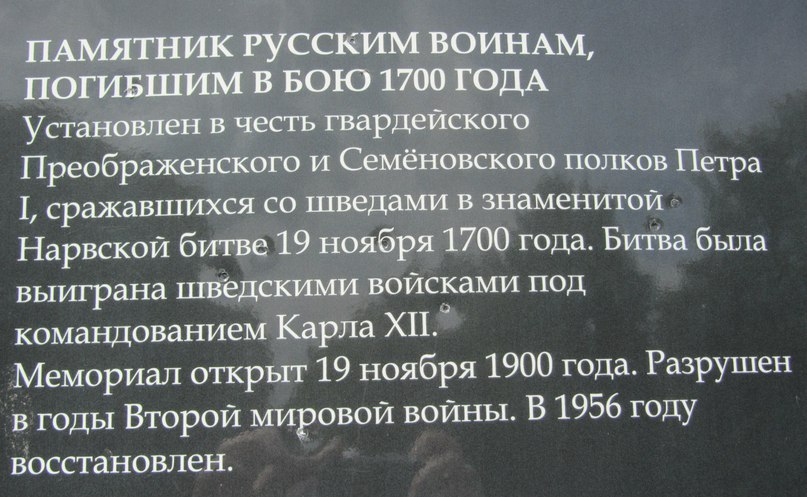 ПАМЯТНИК РУССКИМ ВОИНАМ,
ПОГИБШИМ В БОЮ 1700 ГОДА
Установлен в честь гвардейского
Преображенского и Семёновского полков Петра
I, сражавшихся со шведами в знаменитой
Нарвской битве 19 ноября 1700 года. Битва была
выиграна шведскими войсками под
командованием Карла XII.
Мемориал открыт 19 ноября 1900 года. Разрушен
в годы Второй мировой войны. В 1956 году
восстановлен.